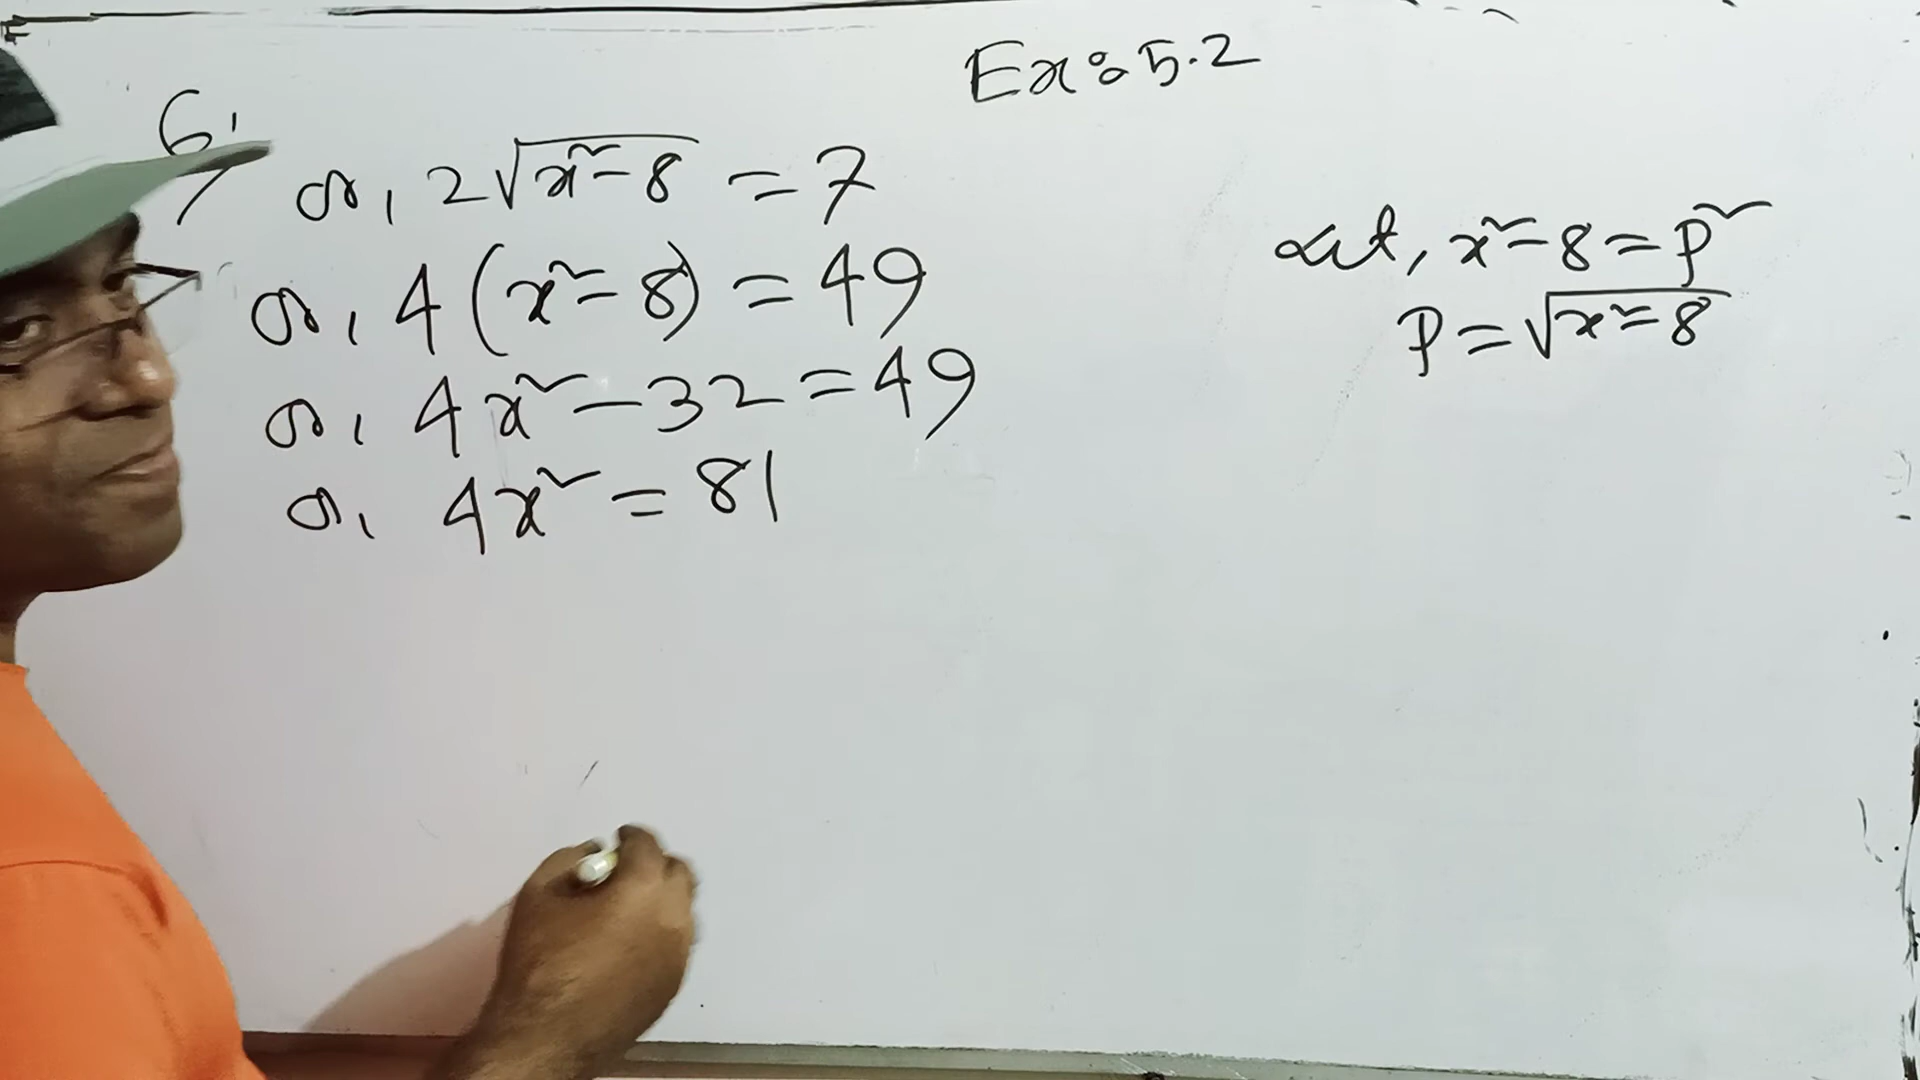 Ex: 5.2
6,
or, 2√(x²-8) = 7
or, 4(x²-8) = 49
or, 4x²-32 = 49
or, 4x² = 81
Let, x²-8 = P²
P = √(x²-8)